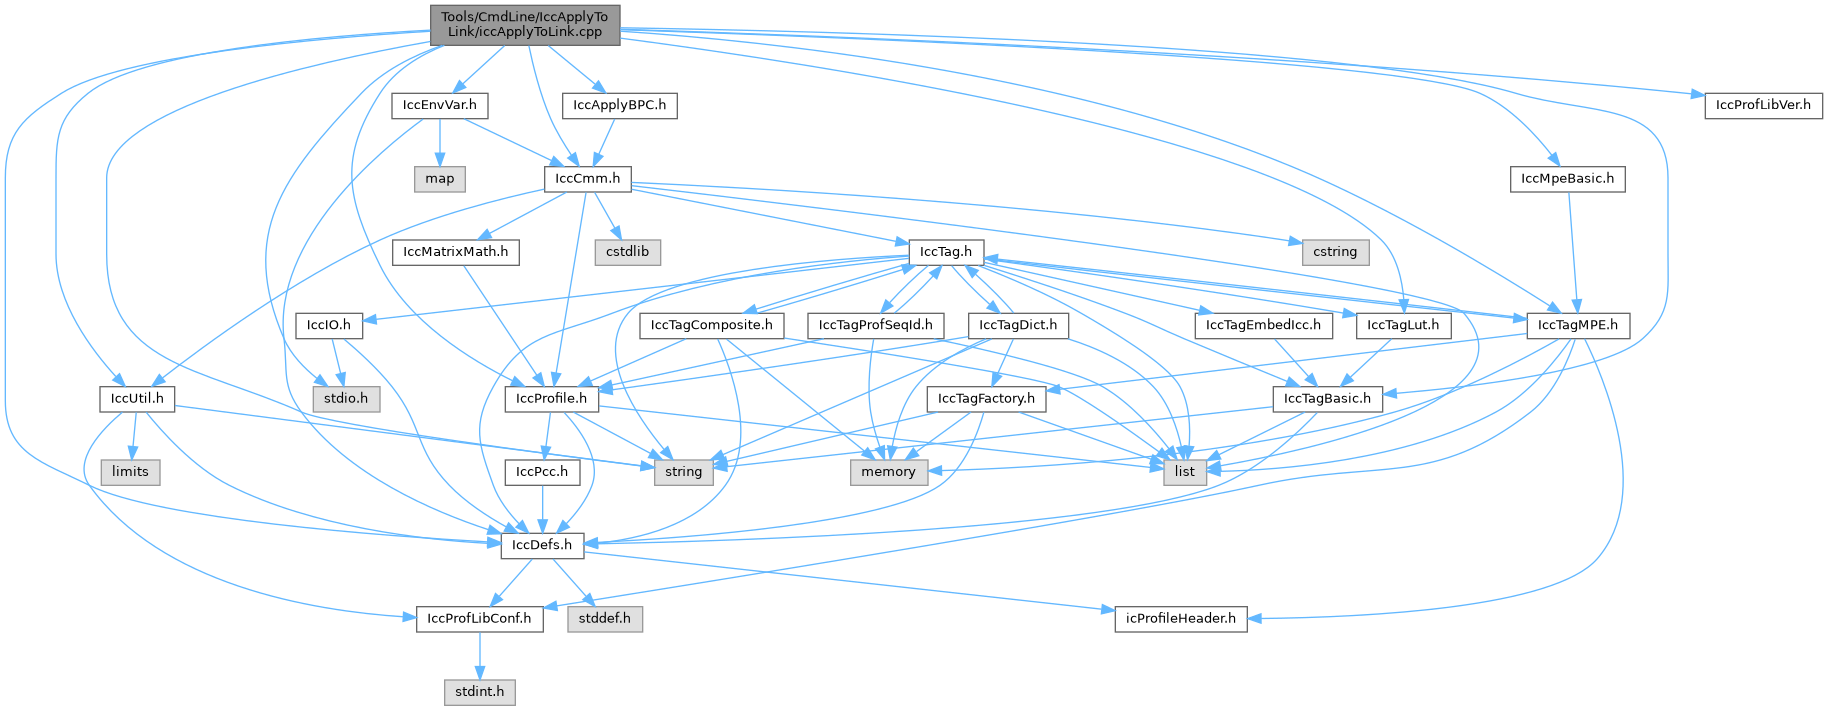 Tools/CmdLine/IccApplyTo
Link/iccApplyToLink.cpp
IccEnvVar.h
IccApplyBPC.h
IccProfLibVer.h
map
IccCmm.h
IccMpeBasic.h
IccMatrixMath.h
cstdlib
IccTag.h
cstring
IccIO.h
IccTagComposite.h
IccTagProfSeqId.h
IccTagDict.h
IccTagEmbedIcc.h
IccTagLut.h
IccTagMPE.h
IccUtil.h
stdio.h
IccProfile.h
IccTagFactory.h
IccTagBasic.h
limits
IccPcc.h
string
memory
list
IccDefs.h
IccProfLibConf.h
stddef.h
icProfileHeader.h
stdint.h